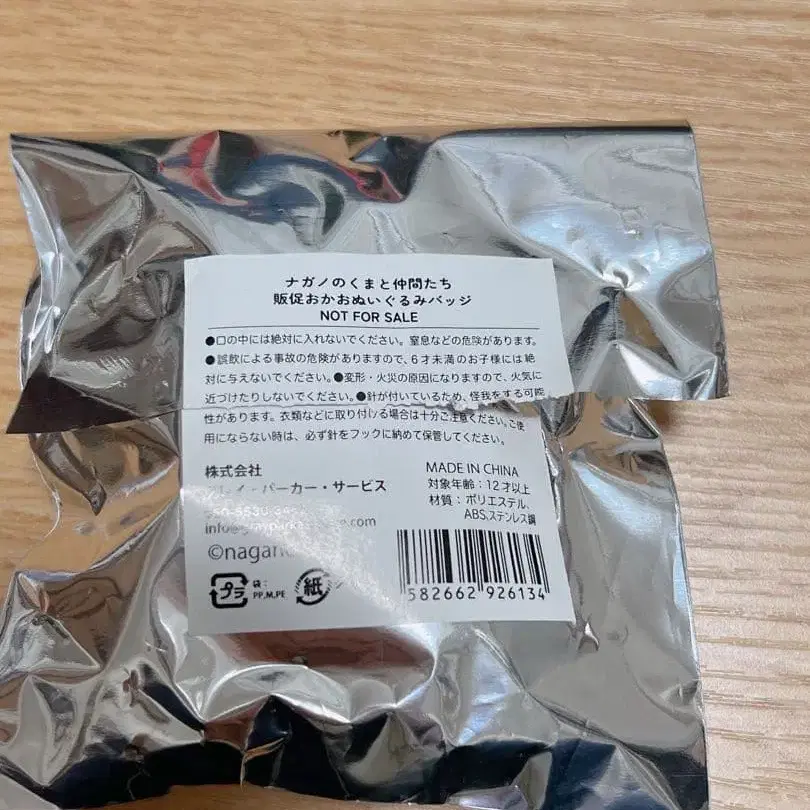 ナガノのくまと仲間たち
販促おかおぬいぐるみバッジ
NOT FOR SALE
●口の中には絶対に入れないでください。窒息などの危険があります。
●誤飲による事故の危険がありますので、6才未満のお子様には絶
対に与えないでください。●変形・火災の原因になりますので、火気に
近づけたりしないでください。●針が付いているため、怪我をする可能
性があります。衣類などに取り付ける場合は十分ご注意ください。ご使
用にならない時は、必ず針をフックに納めて保管してください。
株式会社
パーカー・サービス
©nagano
プラ
袋:
PP,M,PE
紙
MADE IN CHINA
対象年齢:12才以上
材質:ポリエステル、
ABS、ステンレス鋼
582662 926134